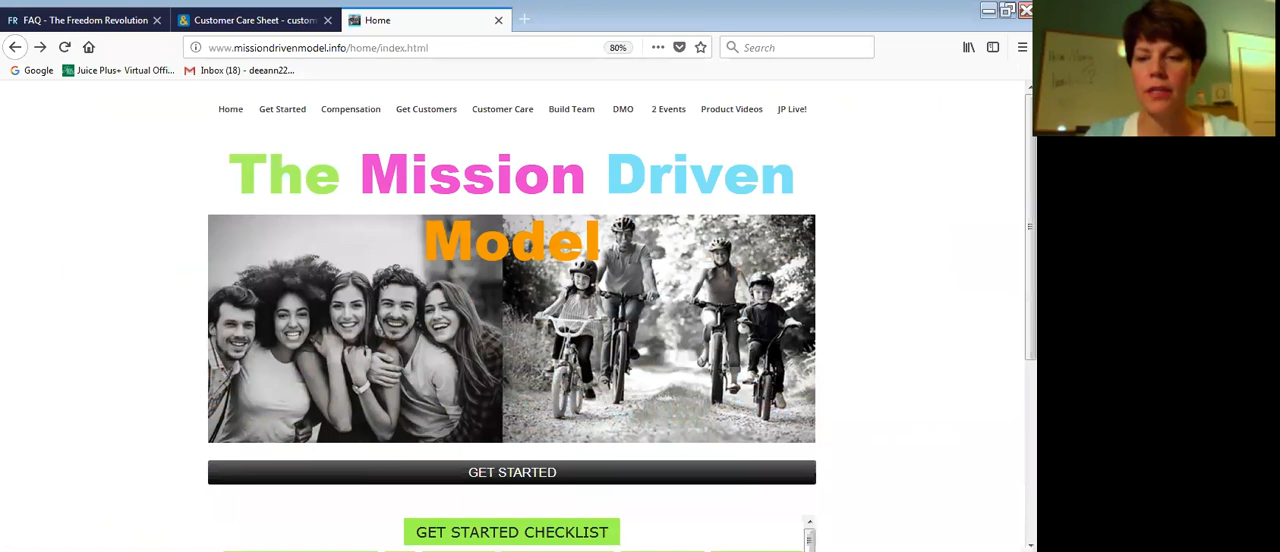 FAQ - The Freedom Revolution
Customer Care Sheet - custom
Home
www.missiondrivenmodel.info/home/index.html
80%
Search
Google
Juice Plus+ Virtual Offi...
Inbox (18) - deeann22...
Home
Get Started
Compensation
Get Customers
Customer Care
Build Team
DMO
2 Events
Product Videos
JP Live!
The Mission Driven
Model
GET STARTED
GET STARTED CHECKLIST